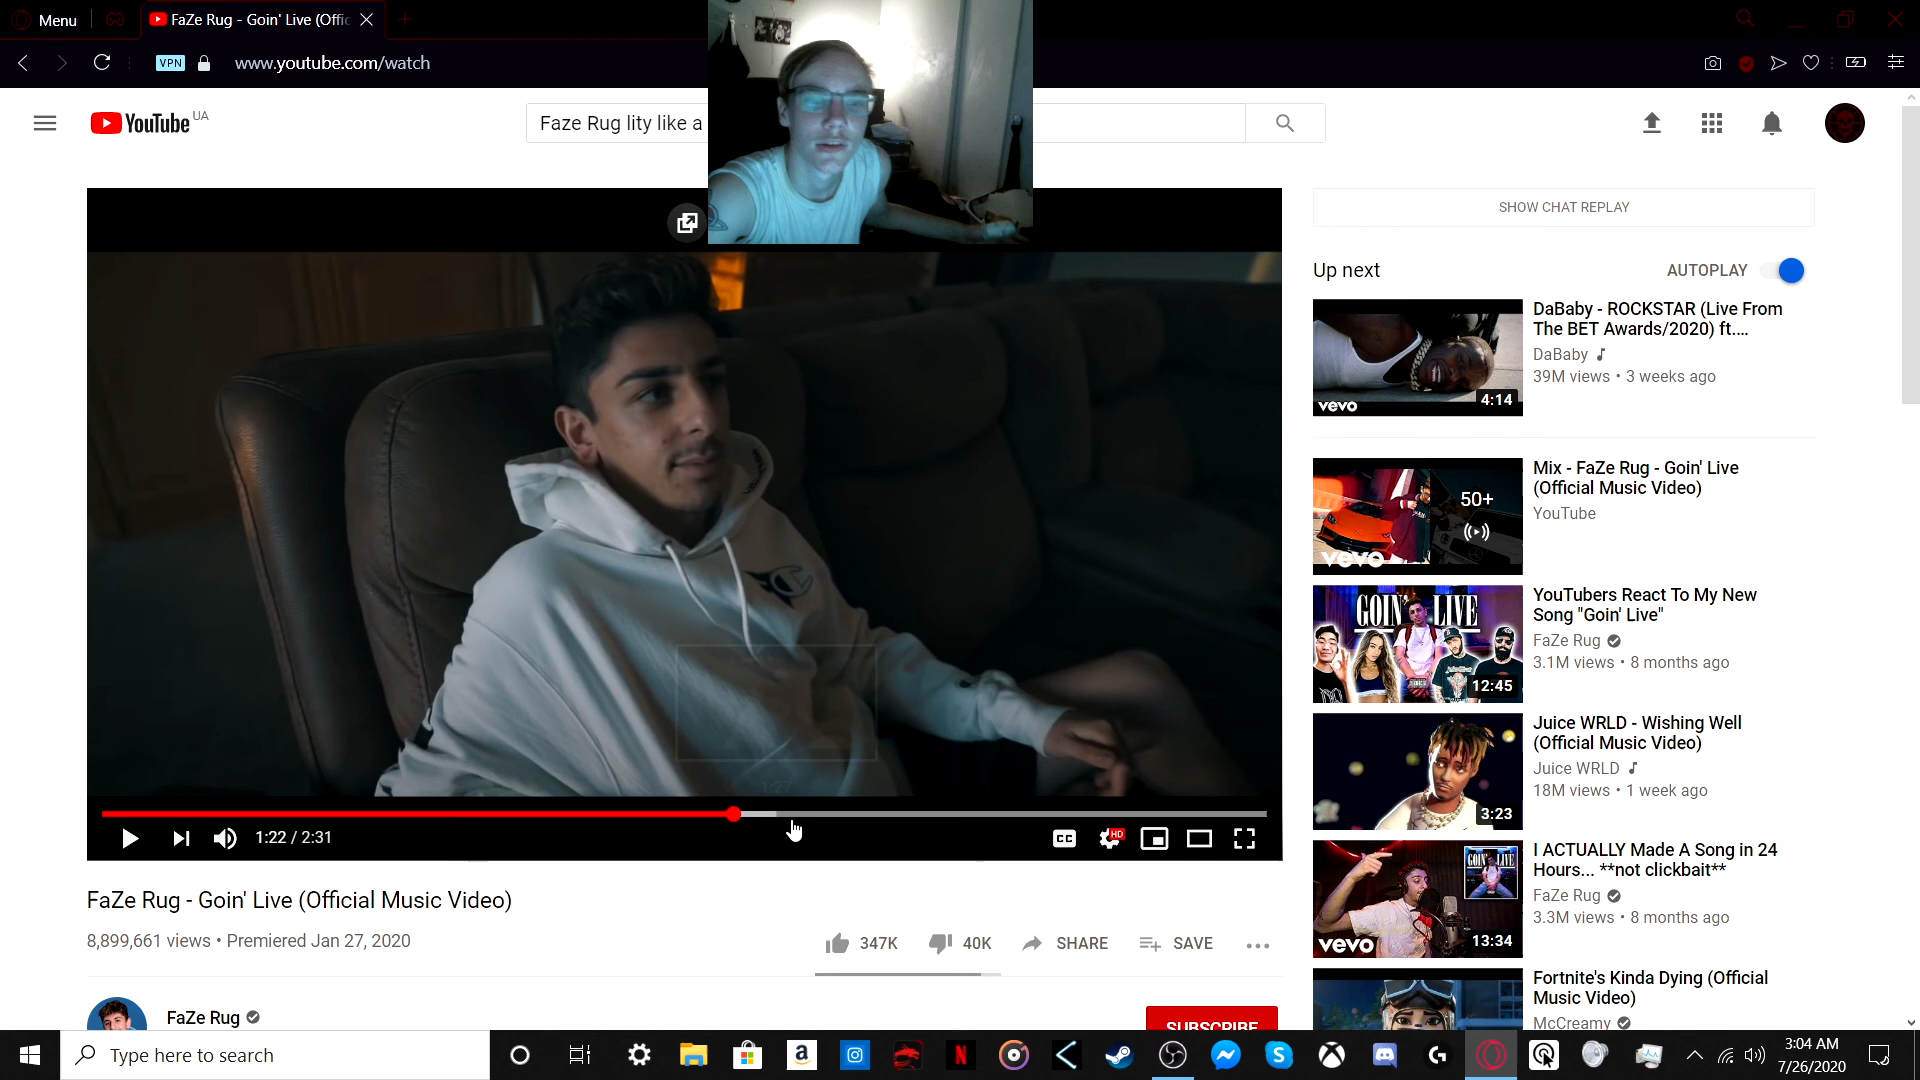 Menu
FaZe Rug - Goin' Live (Offic
VPN
www.youtube.com/watch
YouTube UA
Faze Rug lity like a
SHOW CHAT REPLAY
Up next
AUTOPLAY
DaBaby - ROCKSTAR (Live From
The BET Awards/2020) ft....
DaBaby
39M views • 3 weeks ago
vevo
4:14
Mix - FaZe Rug - Goin' Live
(Official Music Video)
YouTube
50+
vevo
GOIN' LIVE
YouTubers React To My New
Song "Goin' Live"
FaZe Rug
3.1M views • 8 months ago
12:45
Juice WRLD - Wishing Well
(Official Music Video)
Juice WRLD
18M views • 1 week ago
3:23
GOIN' LIVE
I ACTUALLY Made A Song in 24
Hours... **not clickbait**
FaZe Rug
3.3M views • 8 months ago
vevo
13:34
Fortnite's Kinda Dying (Official
Music Video)
McCreamy
1:27
1:22 / 2:31
CC
HD
FaZe Rug - Goin' Live (Official Music Video)
8,899,661 views • Premiered Jan 27, 2020
347K
40K
SHARE
SAVE
FaZe Rug
SUBSCRIBE
Type here to search
3:04 AM
7/26/2020